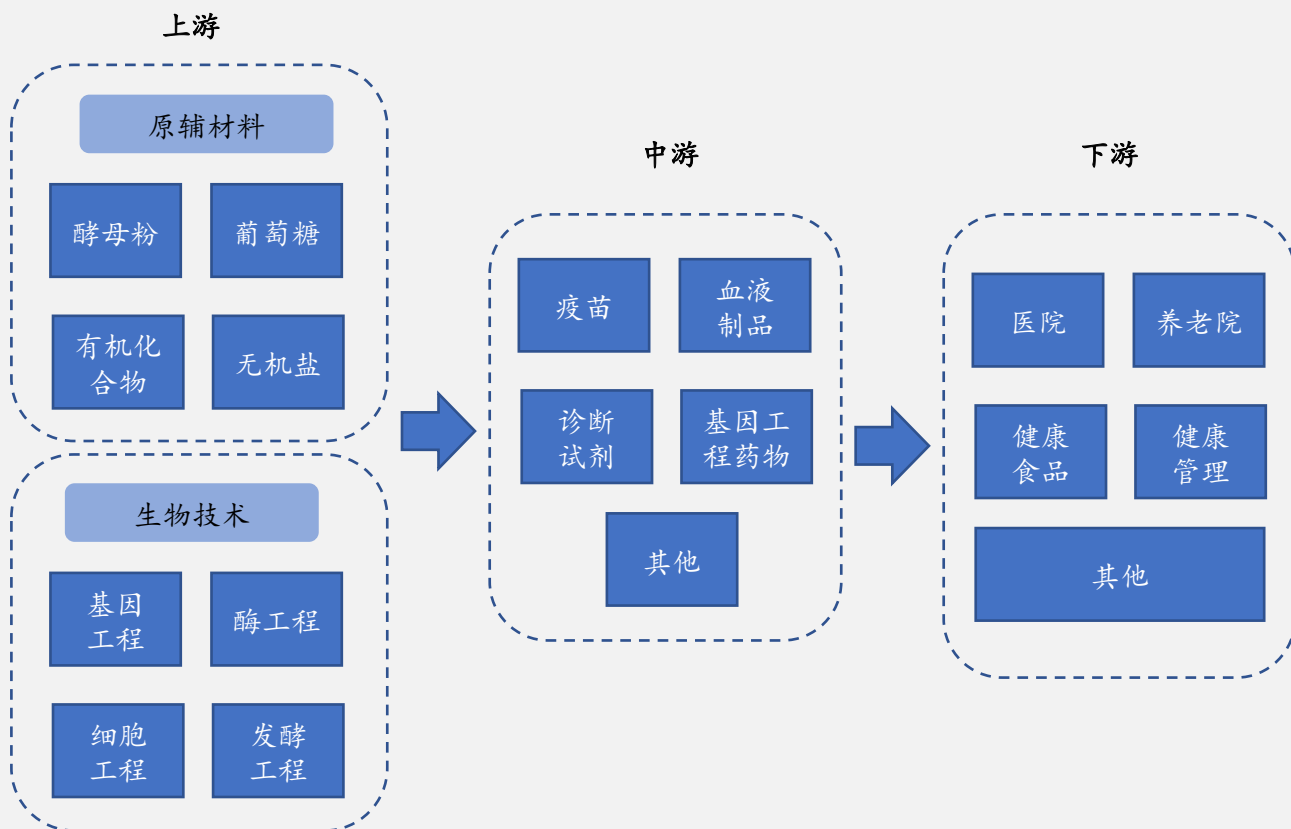 上游
原辅材料
酵母粉
葡萄糖
有机化
合物
无机盐
生物技术
基因
工程
酶工程
细胞
工程
发酵
工程
中游
疫苗
血液
制品
诊断
试剂
基因工
程药物
其他
下游
医院
养老院
健康
食品
健康
管理
其他